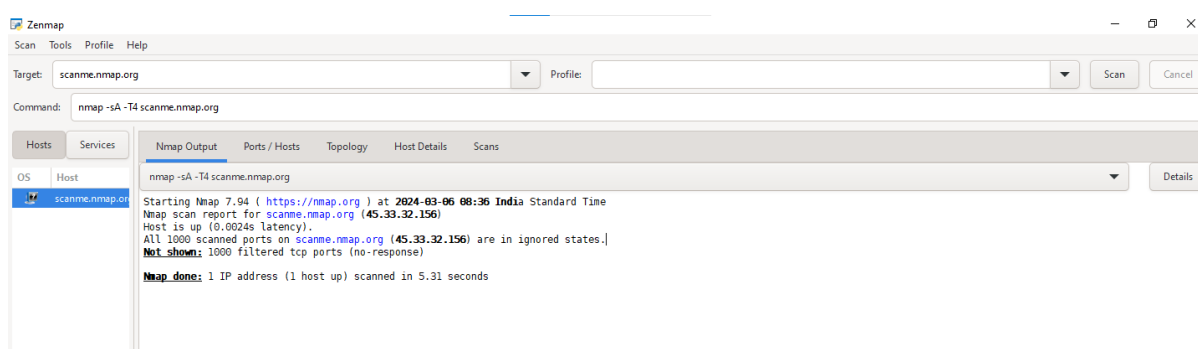 Zenmap
Scan Tools Profile Help
Target: scanme.nmap.org Profile: Scan Cancel
Command: nmap -sA -T4 scanme.nmap.org
Hosts Services Nmap Output Ports / Hosts Topology Host Details Scans
OS Host nmap -sA -T4 scanme.nmap.org Details
scanme.nmap.or
Starting Nmap 7.94 ( https://nmap.org ) at 2024-03-06 08:36 India Standard Time
Nmap scan report for scanme.nmap.org (45.33.32.156)
Host is up (0.0024s latency).
All 1000 scanned ports on scanme.nmap.org (45.33.32.156) are in ignored states.
Not shown: 1000 filtered tcp ports (no-response)
Nmap done: 1 IP address (1 host up) scanned in 5.31 seconds